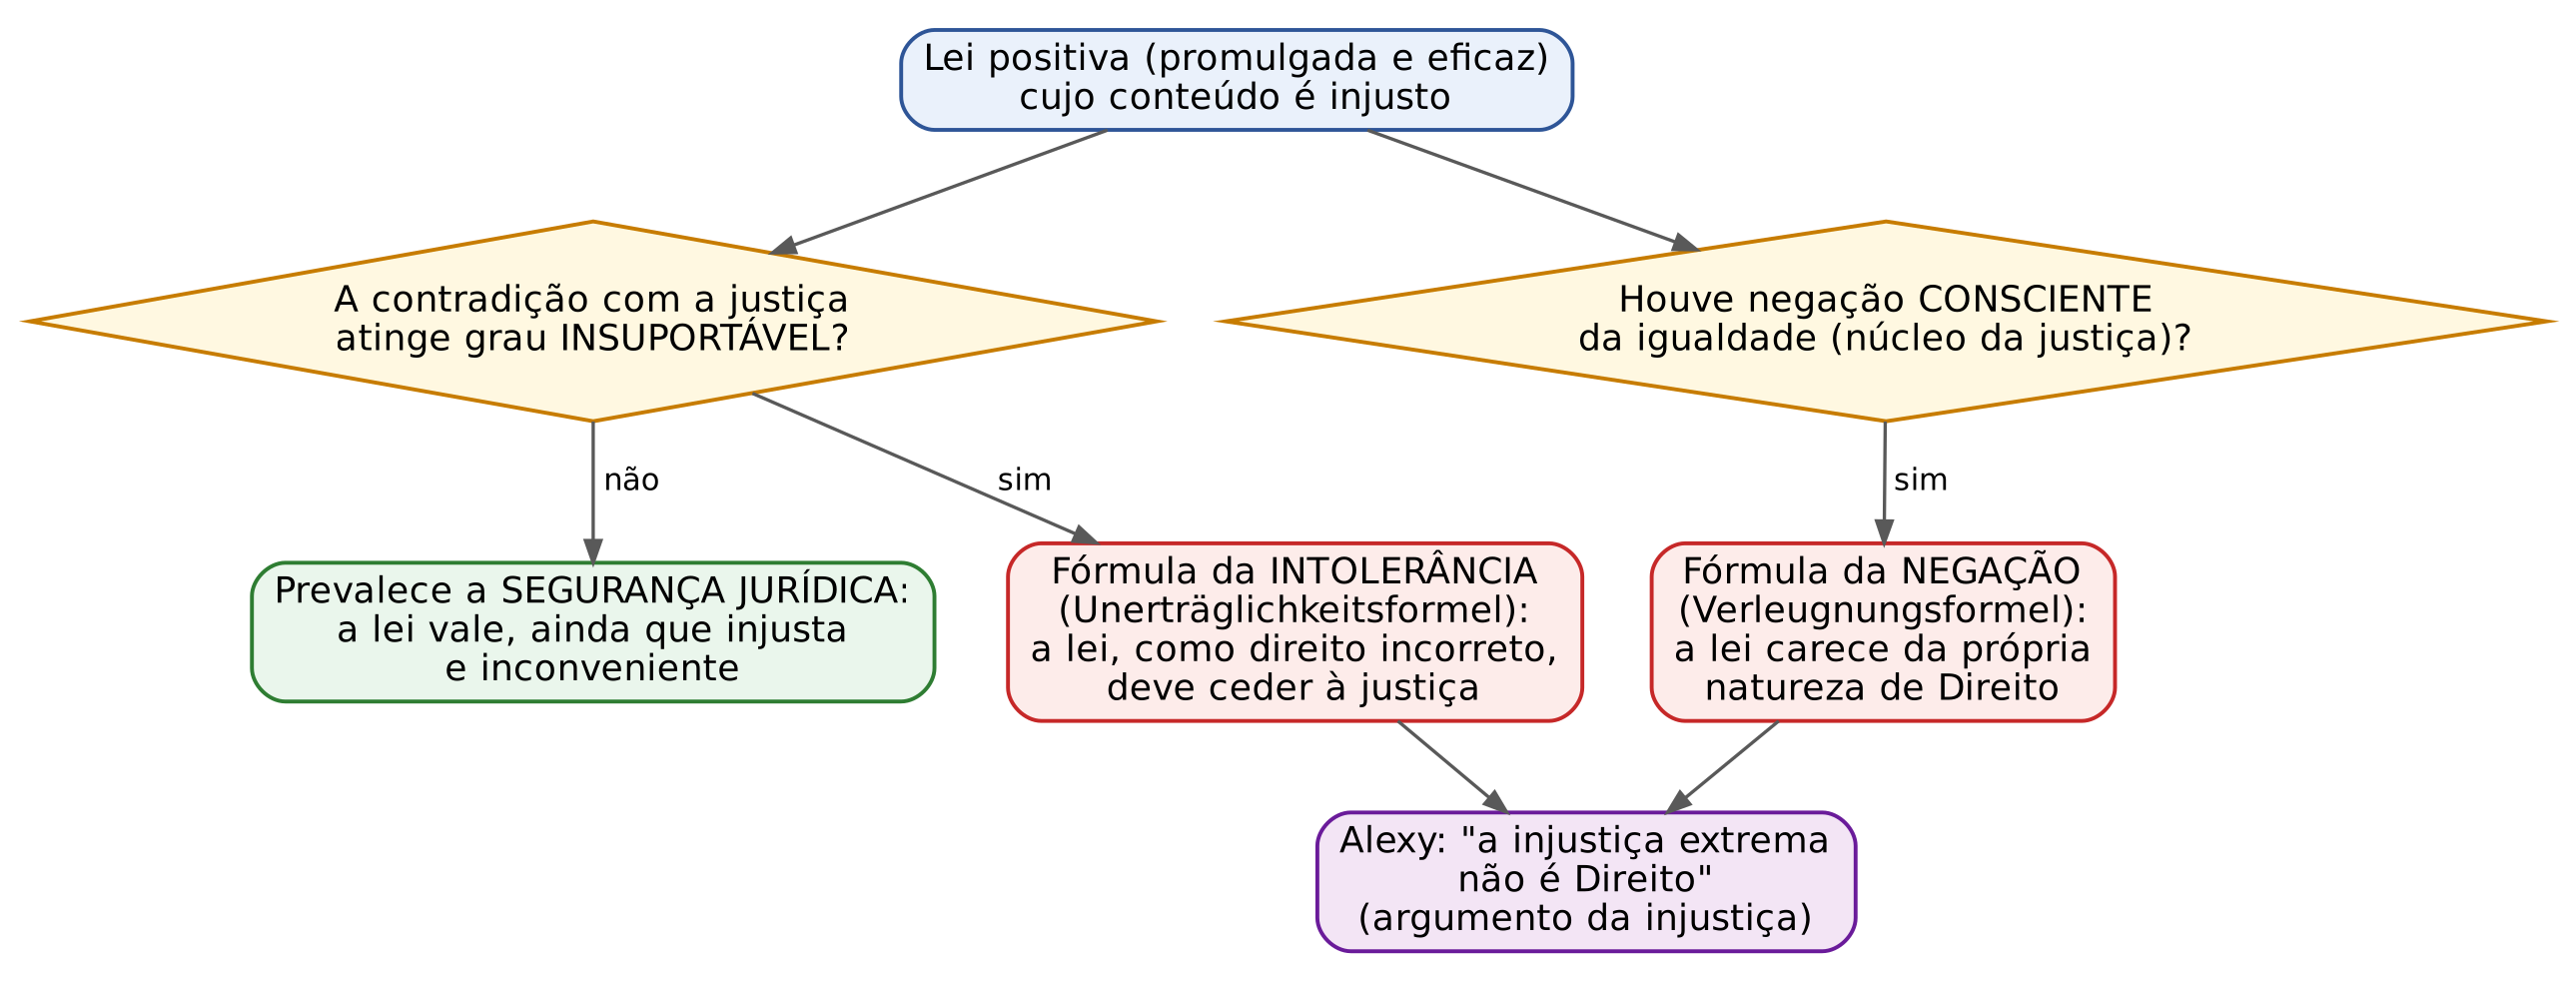 Lei positiva (promulgada e eficaz)
cujo conteúdo é injusto
A contradição com a justiça
atinge grau INSUPORTÁVEL?
Houve negação CONSCIENTE
da igualdade (núcleo da justiça)?
não
sim
sim
Prevalece a SEGURANÇA JURÍDICA:
a lei vale, ainda que injusta
e inconveniente
Fórmula da INTOLERÂNCIA
(Unerträglichkeitsformel):
a lei, como direito incorreto,
deve ceder à justiça
Fórmula da NEGAÇÃO
(Verleugnungsformel):
a lei carece da própria
natureza de Direito
Alexy: "a injustiça extrema
não é Direito"
(argumento da injustiça)